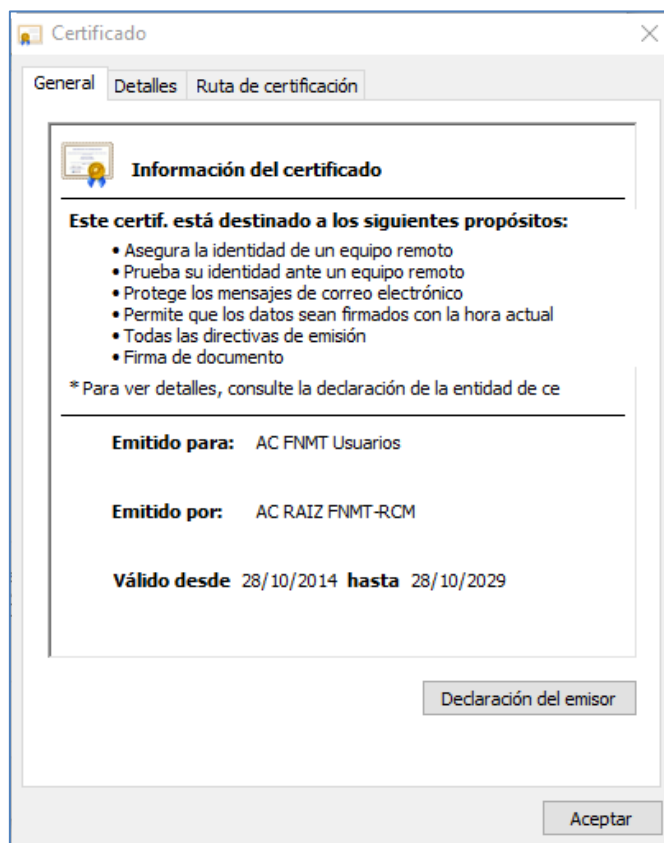 Certificado
General Detalles Ruta de certificación
Información del certificado
Este certif. está destinado a los siguientes propósitos:
• Asegura la identidad de un equipo remoto
• Prueba su identidad ante un equipo remoto
• Protege los mensajes de correo electrónico
• Permite que los datos sean firmados con la hora actual
• Todas las directivas de emisión
• Firma de documento
* Para ver detalles, consulte la declaración de la entidad de ce
Emitido para: AC FNMT Usuarios
Emitido por: AC RAIZ FNMT-RCM
Válido desde 28/10/2014 hasta 28/10/2029
Declaración del emisor
Aceptar